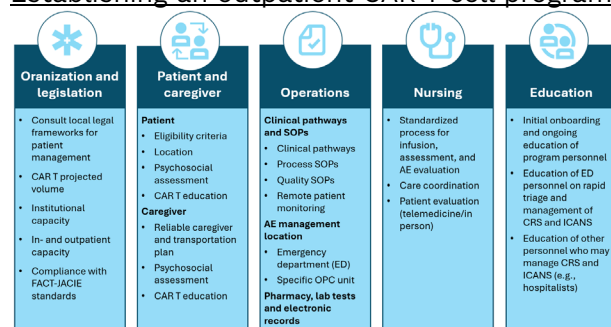 Establishing an outpatient CAR T-cell program
Oranization and
legislation
• Consult local legal
frameworks for
patient
management
• CAR T projected
volume
• Institutional
capacity
• In- and outpatient
capacity
• Compliance with
FACT-JACIE
standards
Patient and
caregiver
Patient
• Eligibility criteria
• Location
• Psychosocial
assessment
• CAR T education
Caregiver
• Reliable caregiver
and transportation
plan
• Psychosocial
assessment
• CAR T education
Operations
Clinical pathways
and SOPs
• Clinical pathways
• Process SOPs
• Quality SOPs
• Remote patient
monitoring
AE management
location
• Emergency
department (ED)
• Specific OPC unit
Pharmacy, lab tests
and electronic
records
Nursing
• Standardized
process for
infusion,
assessment, and
AE evaluation
• Care coordination
• Patient evaluation
(telemedicine/in
person)
Education
• Initial onboarding
and ongoing
education of
program personnel
• Education of ED
personnel on rapid
triage and
management of
CRS and ICANS
• Education of other
personnel who may
manage CRS and
ICANS (e.g.,
hospitalists)